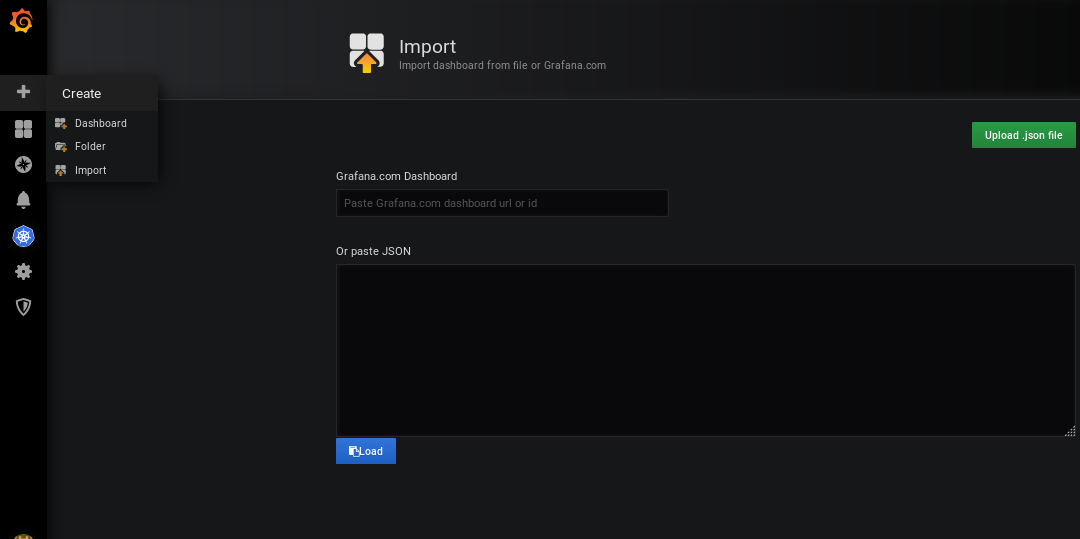 Import
Import dashboard from file or Grafana.com
Create
Dashboard
Folder
Import
Upload .json file
Grafana.com Dashboard
Paste Grafana.com dashboard url or id
Or paste JSON
Load